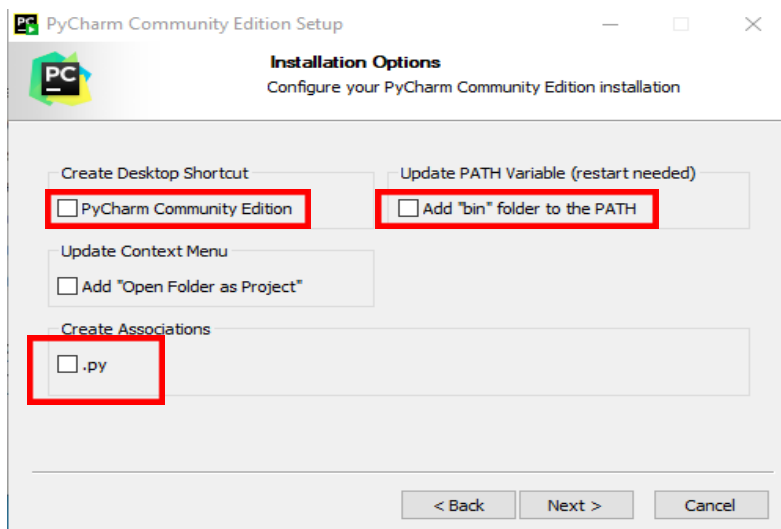 PC PyCharm Community Edition Setup
Installation Options
Configure your PyCharm Community Edition installation
PC
Create Desktop Shortcut
PyCharm Community Edition
Update PATH Variable (restart needed)
Add "bin" folder to the PATH
Update Context Menu
Add "Open Folder as Project"
Create Associations
.py
< Back
Next >
Cancel